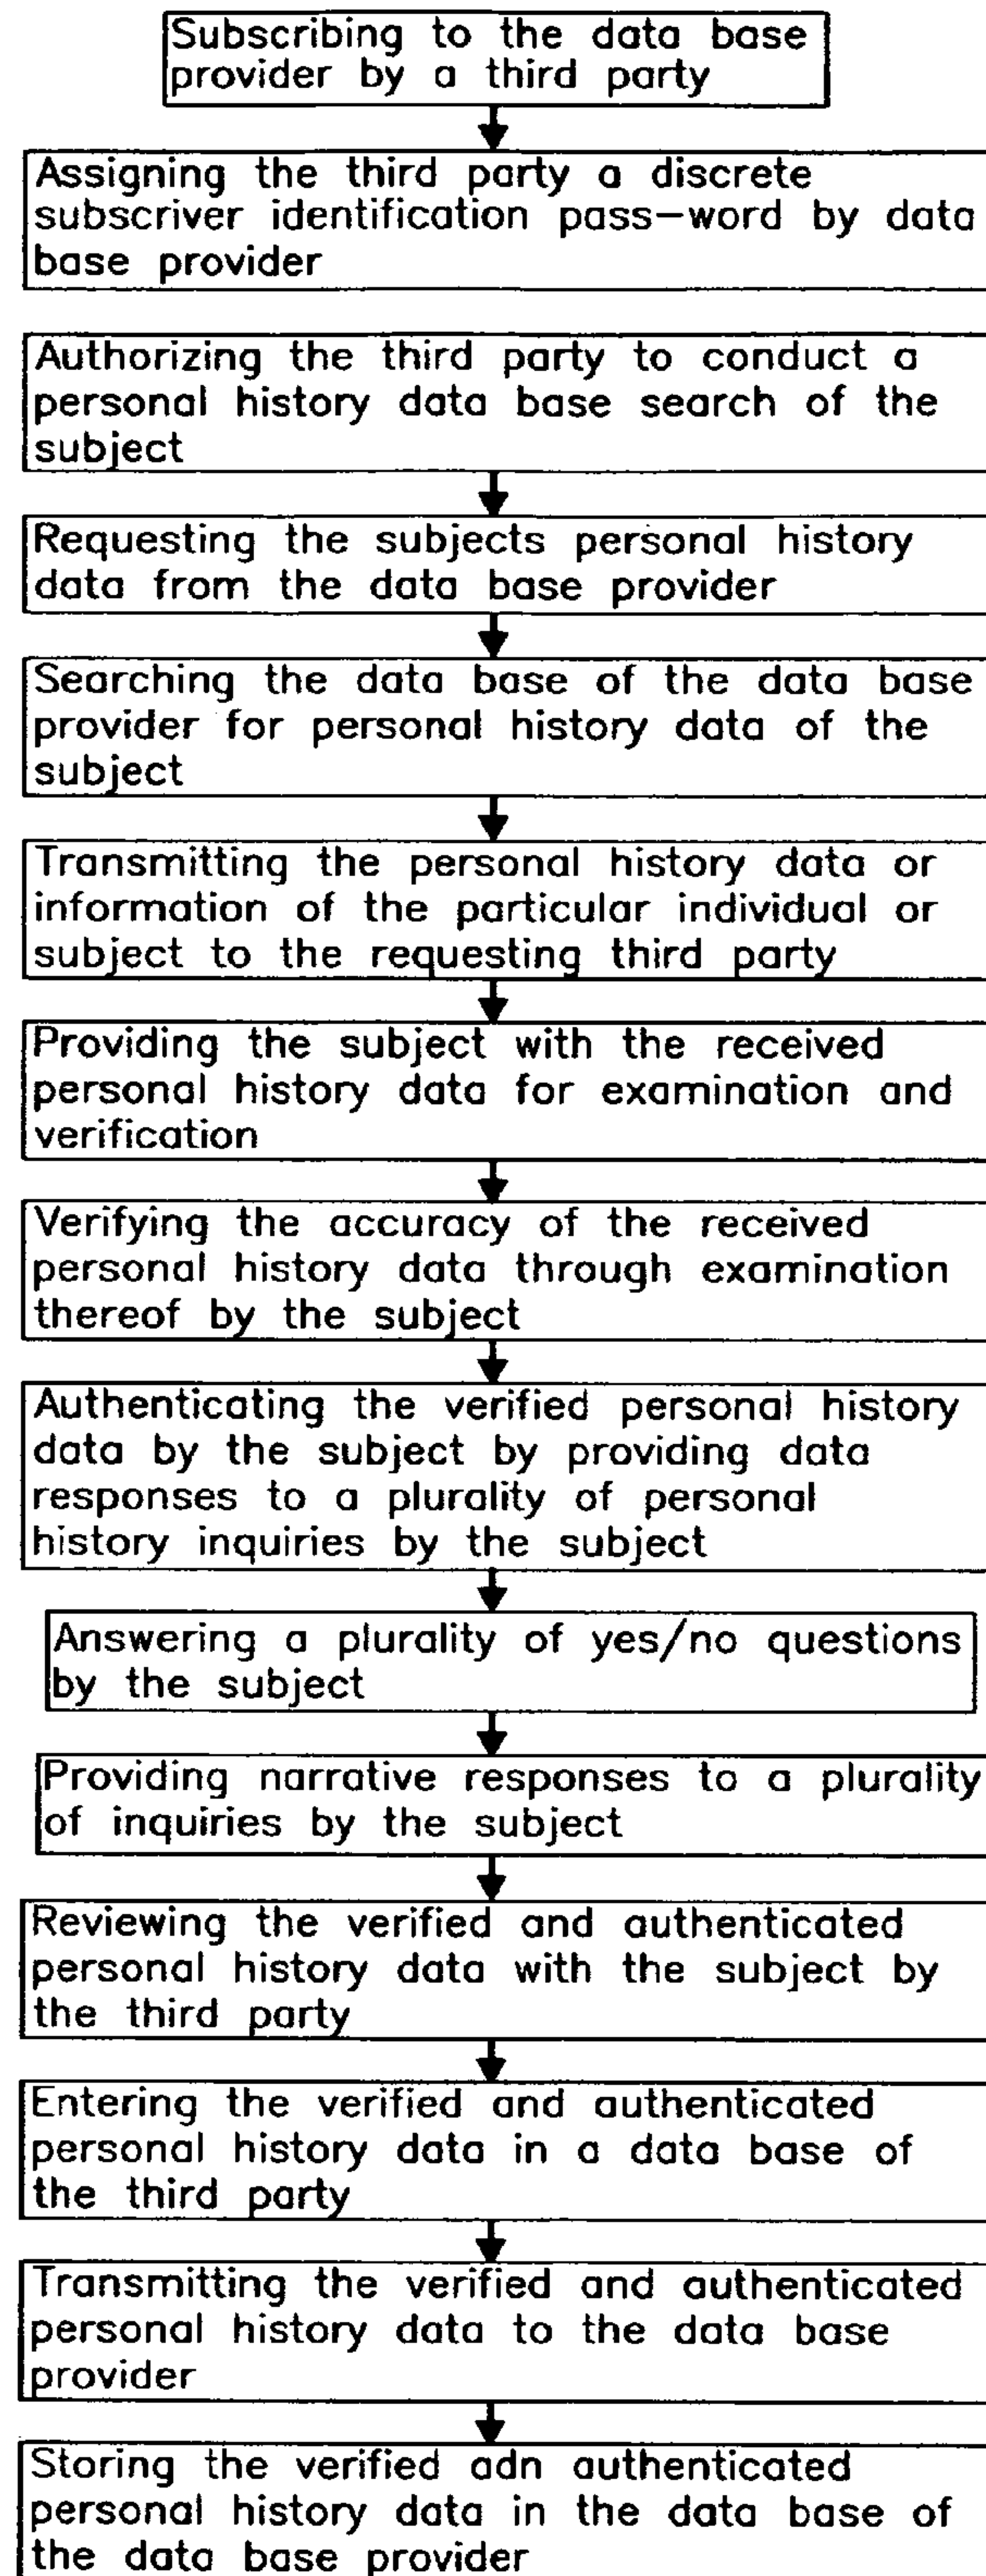 Subscribing to the data base
provider by a third party
Assigning the third party a discrete
subscriver identification pass-word by data
base provider
Authorizing the third party to conduct a
personal history data base search of the
subject
Requesting the subjects personal history
data from the data base provider
Searching the data base of the data base
provider for personal history data of the
subject
Transmitting the personal history data or
information of the particular individual or
subject to the requesting third party
Providing the subject with the received
personal history data for examination and
verification
Verifying the accuracy of the received
personal history data through examination
thereof by the subject
Authenticating the verified personal history
data by the subject by providing data
responses to a plurality of personal
history inquiries by the subject
Answering a plurality of yes/no questions
by the subject
Providing narrative responses to a plurality
of inquiries by the subject
Reviewing the verified and authenticated
personal history data with the subject by
the third party
Entering the verified and authenticated
personal history data in a data base of
the third party
Transmitting the verified and authenticated
personal history data to the data base
provider
Storing the verified adn authenticated
personal history data in the data base of
the data base provider